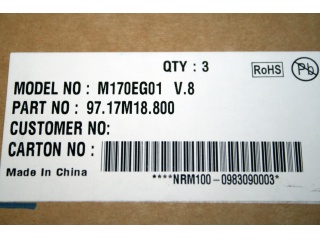 QTY : 3
RoHS Pb
MODEL NO : M170EG01 V.8
PART NO : 97.17M18.800
CUSTOMER NO:
CARTON NO :
Made In China
****NRM100-0983090003*